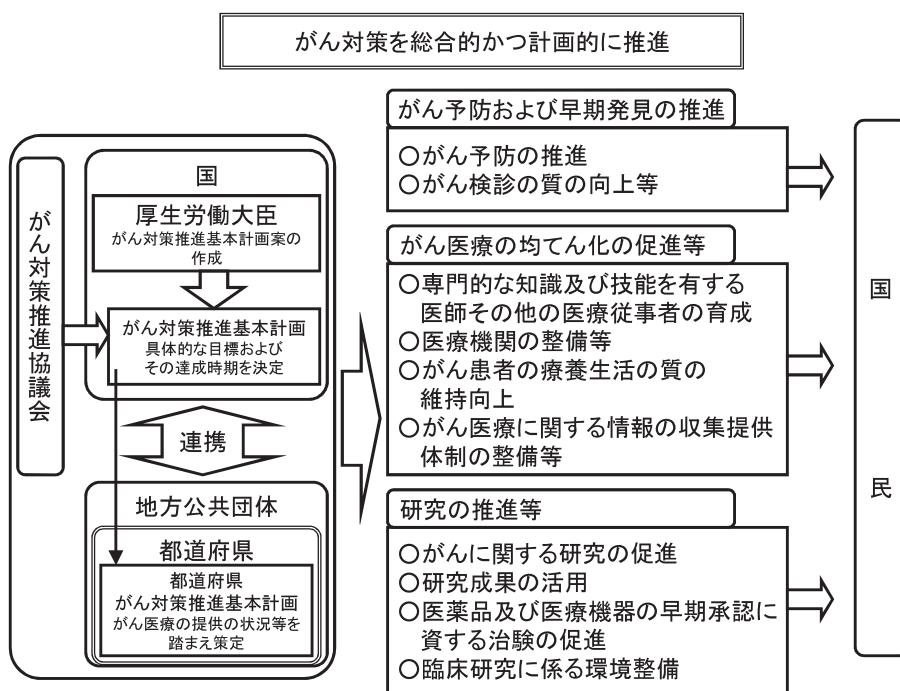 がん対策を総合的かつ計画的に推進
がん対策推進協議会
国
厚生労働大臣
がん対策推進基本計画案の
作成
がん対策推進基本計画
具体的な目標および
その達成時期を決定
連携
地方公共団体
都道府県
都道府県
がん対策推進基本計画
がん医療の提供の状況等を
踏まえ策定
がん予防および早期発見の推進
○がん予防の推進
○がん検診の質の向上等
がん医療の均てん化の促進等
○専門的な知識及び技能を有する
医師その他の医療従事者の育成
○医療機関の整備等
○がん患者の療養生活の質の
維持向上
○がん医療に関する情報の収集提供
体制の整備等
研究の推進等
○がんに関する研究の促進
○研究成果の活用
○医薬品及び医療機器の早期承認に
資する治験の促進
○臨床研究に係る環境整備
国民